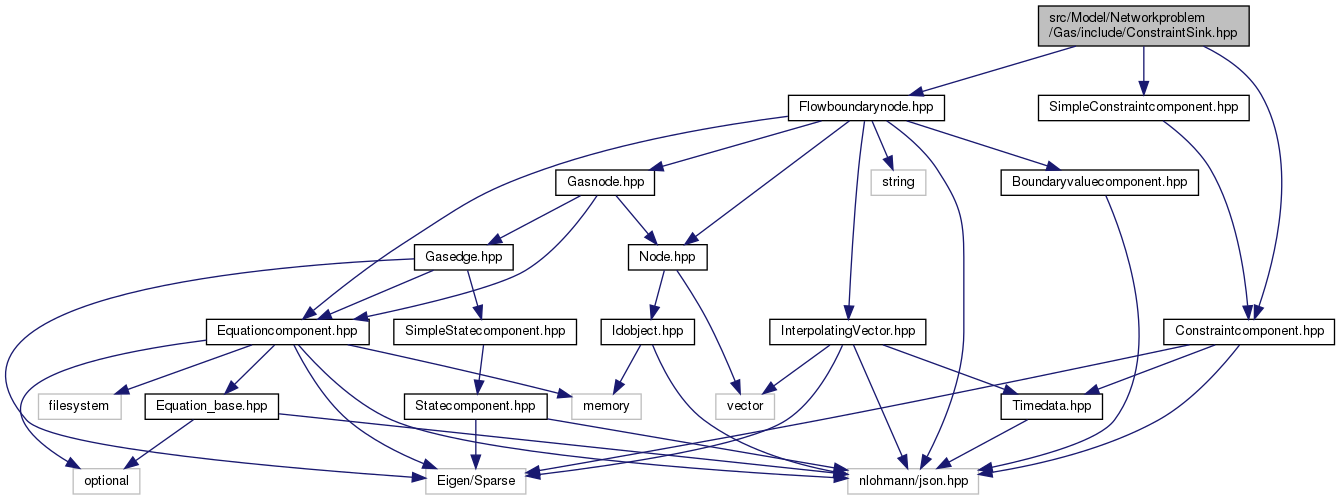 src/Model/Networkproblem
/Gas/include/ConstraintSink.hpp
Flowboundarynode.hpp
SimpleConstraintcomponent.hpp
Gasnode.hpp
string
Boundaryvaluecomponent.hpp
Gasedge.hpp
Node.hpp
Equationcomponent.hpp
SimpleStatecomponent.hpp
Idobject.hpp
InterpolatingVector.hpp
Constraintcomponent.hpp
filesystem
Equation_base.hpp
Statecomponent.hpp
memory
vector
Timedata.hpp
optional
Eigen/Sparse
nlohmann/json.hpp